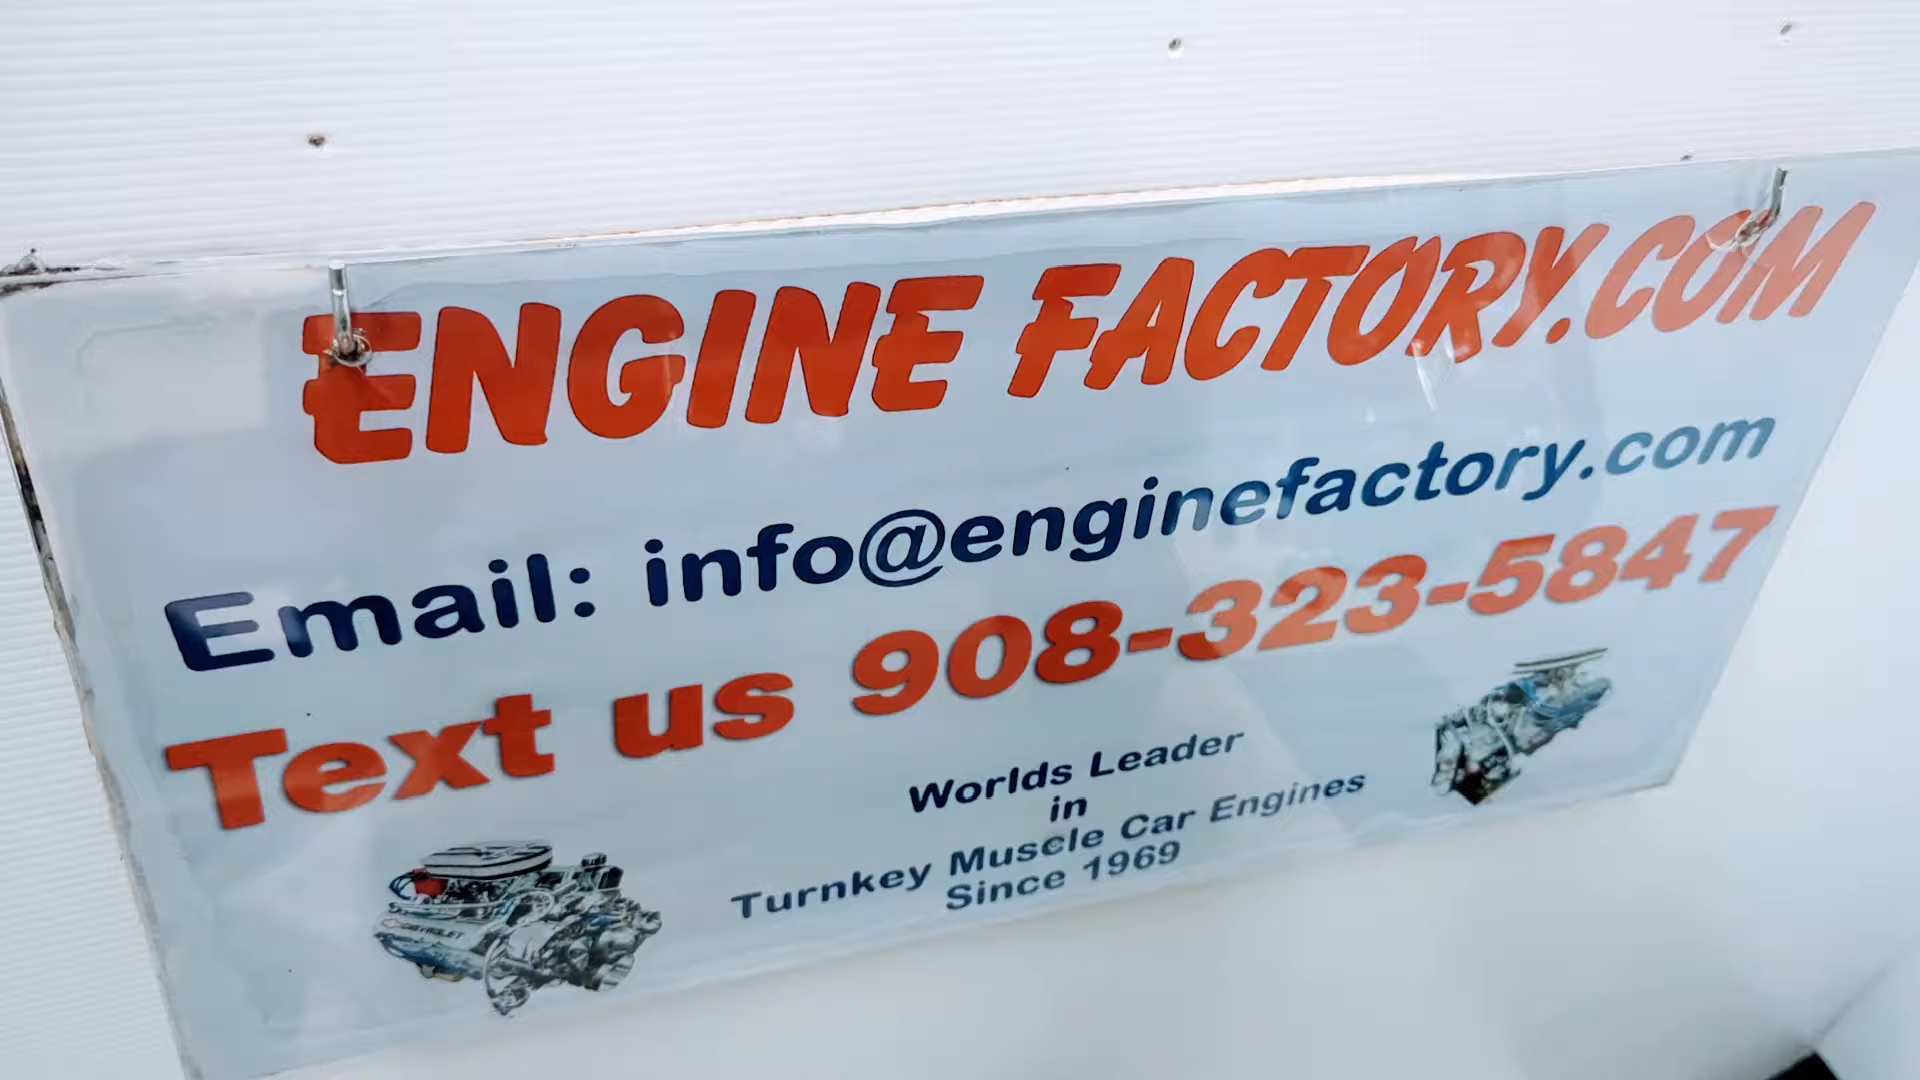 ENGINE FACTORY.COM
Email: info@enginefactory.com
Text us 908-323-5847
Worlds Leader
in
Turnkey Muscle Car Engines
Since 1969
CHEVROLET